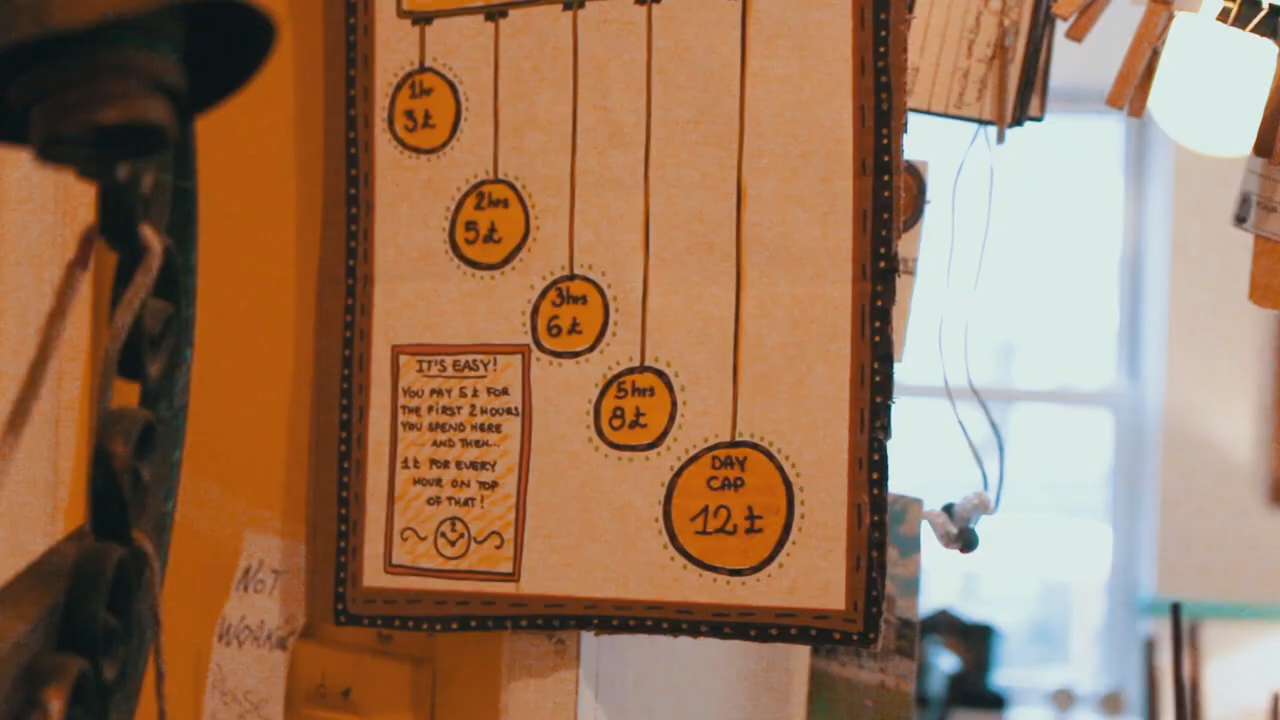 1hr
3£
2hrs
5£
3hrs
6£
5hrs
8£
DAY
CAP
12£
IT'S EASY!
YOU PAY 5£ FOR
THE FIRST 2 HOURS
YOU SPEND HERE
AND THEN...
1£ FOR EVERY
HOUR ON TOP
OF THAT!
NOT